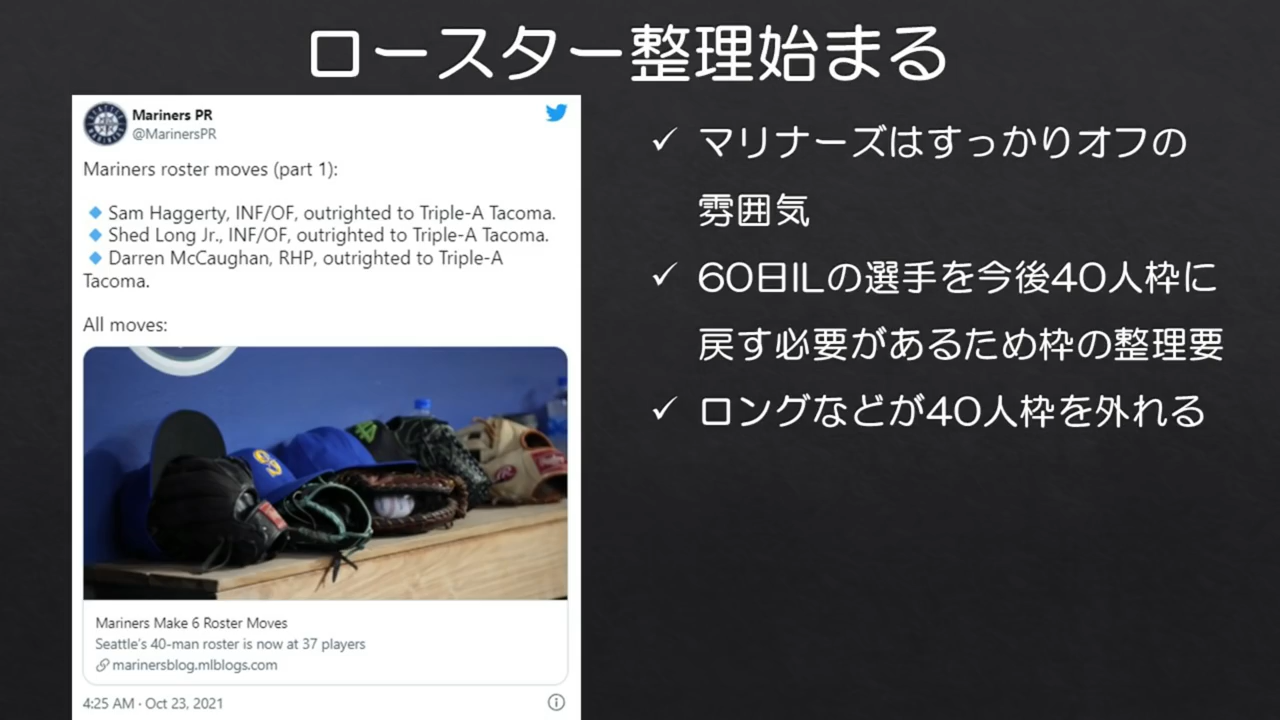 ロースター整理始まる
Mariners PR
@MarinersPR
Mariners roster moves (part 1):
🔹 Sam Haggerty, INF/OF, outrighted to Triple-A Tacoma.
🔹 Shed Long Jr., INF/OF, outrighted to Triple-A Tacoma.
🔹 Darren McCaughan, RHP, outrighted to Triple-A
Tacoma.
All moves:
Mariners Make 6 Roster Moves
Seattle's 40-man roster is now at 37 players
marinersblog.mlblogs.com
4:25 AM · Oct 23, 2021
✓ マリナーズはすっかりオフの
雰囲気
✓ 60日ILの選手を今後40人枠に
戻す必要があるため枠の整理要
✓ ロングなどが40人枠を外れる